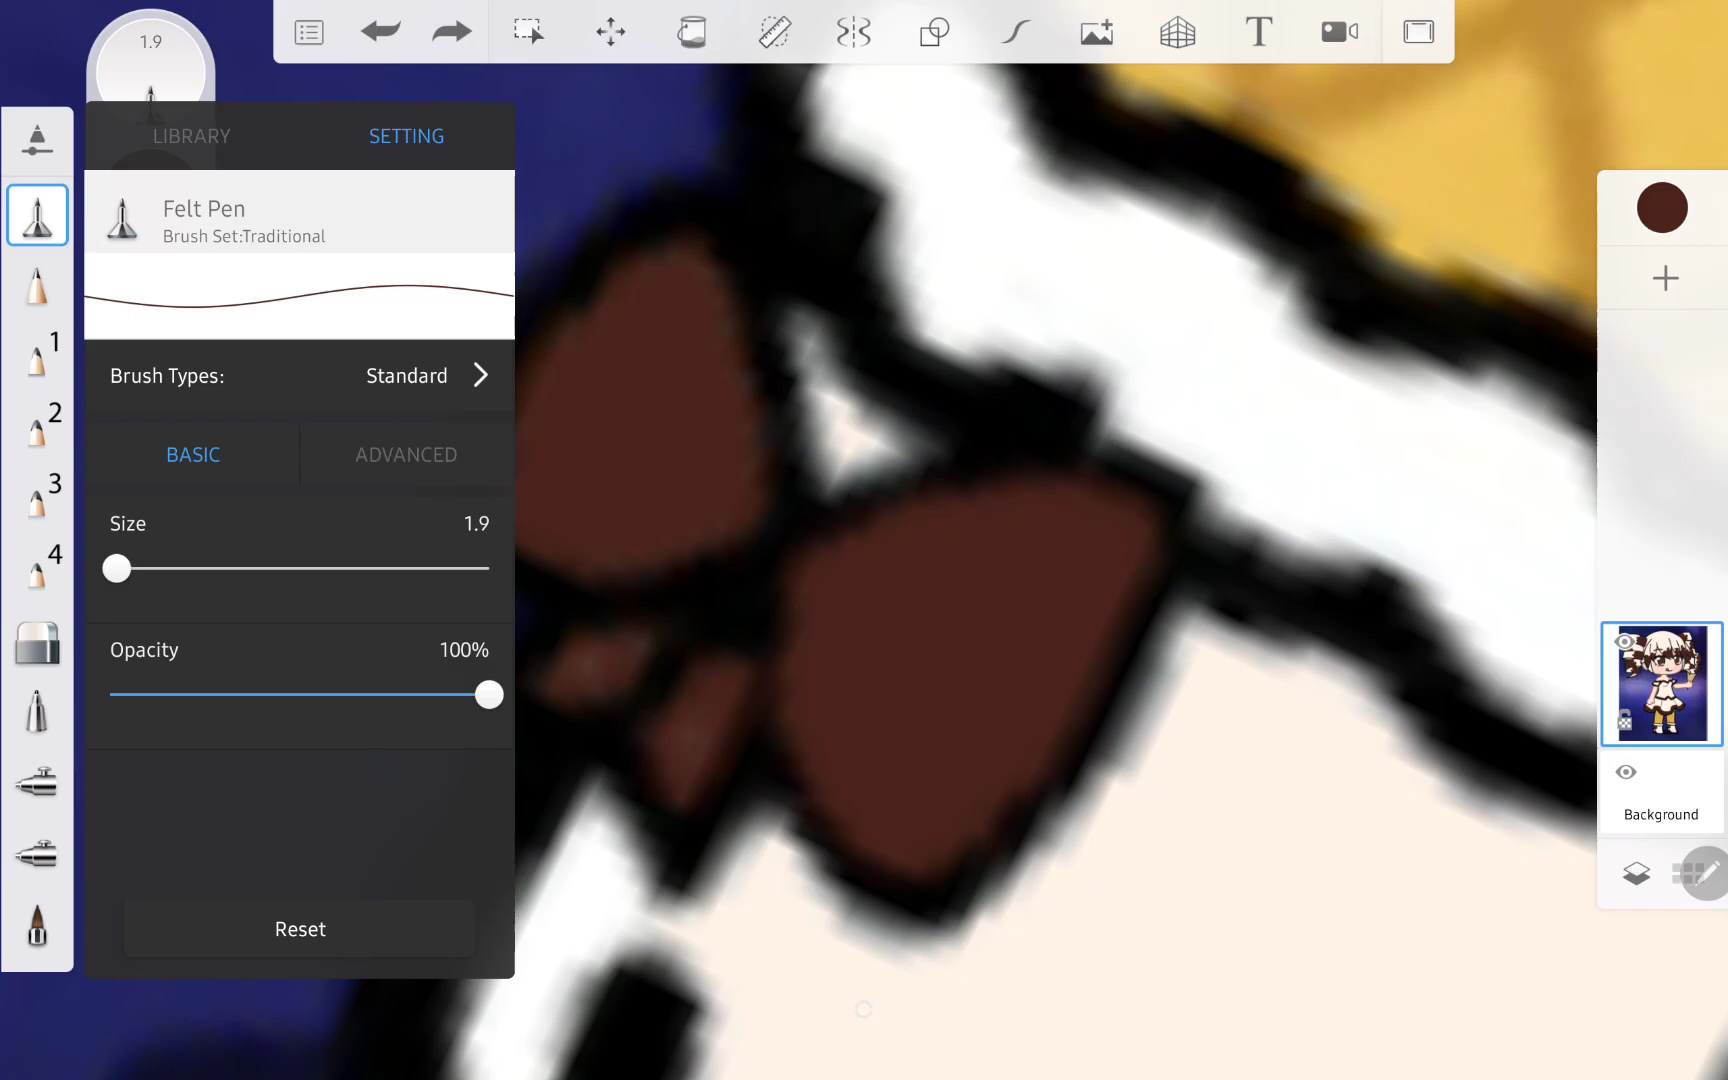 1.9
T
LIBRARY
SETTING
Felt Pen
Brush Set:Traditional
1
Brush Types:
Standard
2
BASIC
ADVANCED
3
Size
1.9
4
Opacity
100%
Background
Reset